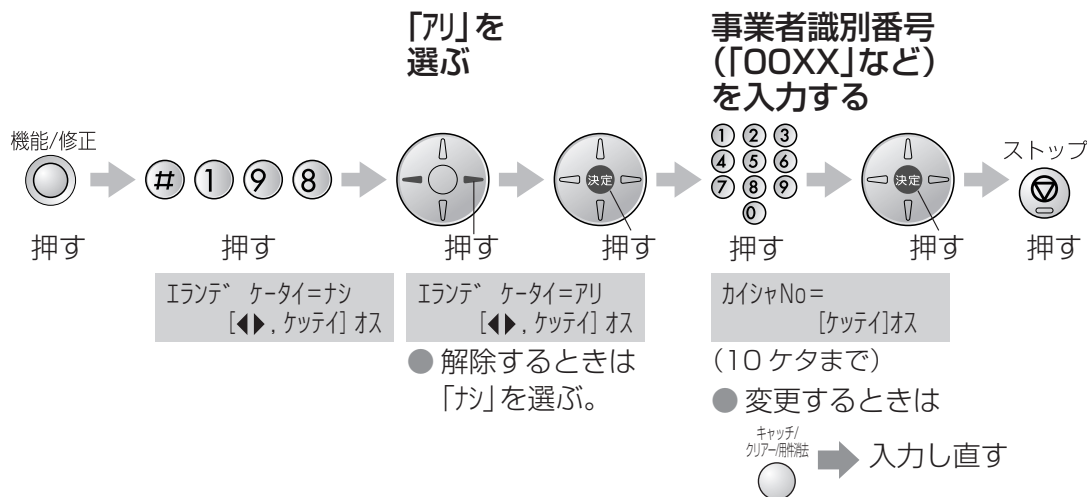 「ｱﾘ」を
選ぶ
事業者識別番号
（「00XX」など）
を入力する
機能/修正
# 1 9 8
決定
1 2 3
4 5 6
7 8 9
0
決定
ストップ
押す
押す
押す
押す
押す
押す
押す
ｴﾗﾝﾃﾞ ｹｰﾀｲ=ﾅｼ
[◀▶, ｹｯﾃｲ] ｵｽ
ｴﾗﾝﾃﾞ ｹｰﾀｲ=ｱﾘ
[◀▶, ｹｯﾃｲ] ｵｽ
● 解除するときは
「ﾅｼ」を選ぶ。
ｶｲｼｬNo=
[ｹｯﾃｲ]ｵｽ
（10 ケタまで）
● 変更するときは
キャッチ/
クリアー/用件消去
入力し直す